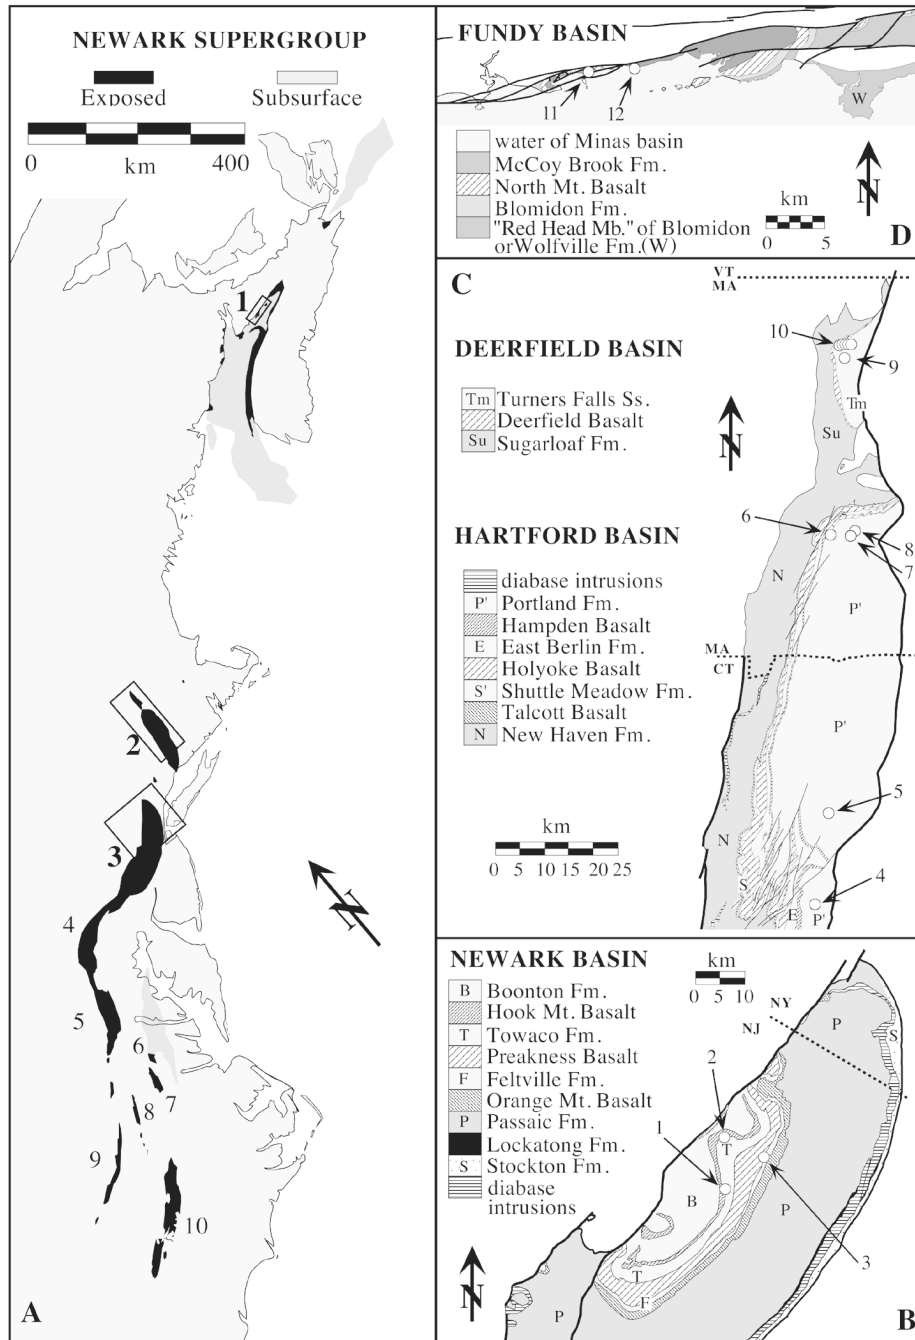 NEWARK SUPERGROUP
Exposed
Subsurface
0 km 400
1
2
3
4
5
6
7
8
9
10
N
A
FUNDY BASIN
11
12
W
water of Minas basin
McCoy Brook Fm.
North Mt. Basalt
Blomidon Fm.
"Red Head Mb." of Blomidon
orWolfville Fm.(W)
km
0 5
N
D
C
VT
MA
10
9
DEERFIELD BASIN
Tm Turners Falls Ss.
Deerfield Basalt
Su Sugarloaf Fm.
N
Tm
Su
6
8
7
HARTFORD BASIN
diabase intrusions
P' Portland Fm.
Hampden Basalt
E East Berlin Fm.
Holyoke Basalt
S' Shuttle Meadow Fm.
Talcott Basalt
N New Haven Fm.
N
P'
MA
CT
P'
5
km
0 5 10 15 20 25
N
S
4
E
P'
NEWARK BASIN
B Boonton Fm.
Hook Mt. Basalt
T Towaco Fm.
Preakness Basalt
F Feltville Fm.
Orange Mt. Basalt
P Passaic Fm.
Lockatong Fm.
S Stockton Fm.
diabase
intrusions
km
0 5 10
NY
NJ
P
S
2
1
T
B
P
3
T
F
P
N
B